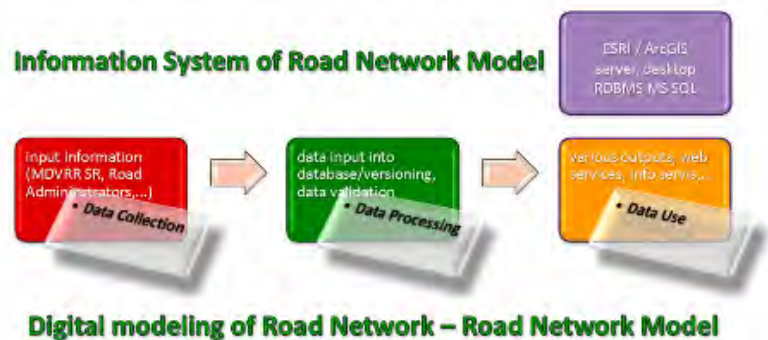 Information System of Road Network Model
ESRI / ArcGIS
server, desktop
RDBMS MS SQL
input information
(MDVRR SR, Road
Administrators,...)
• Data Collection
data input into
database/versioning,
data validation
• Data Processing
various outputs, web
services, info servis,...
• Data Use
Digital modeling of Road Network – Road Network Model